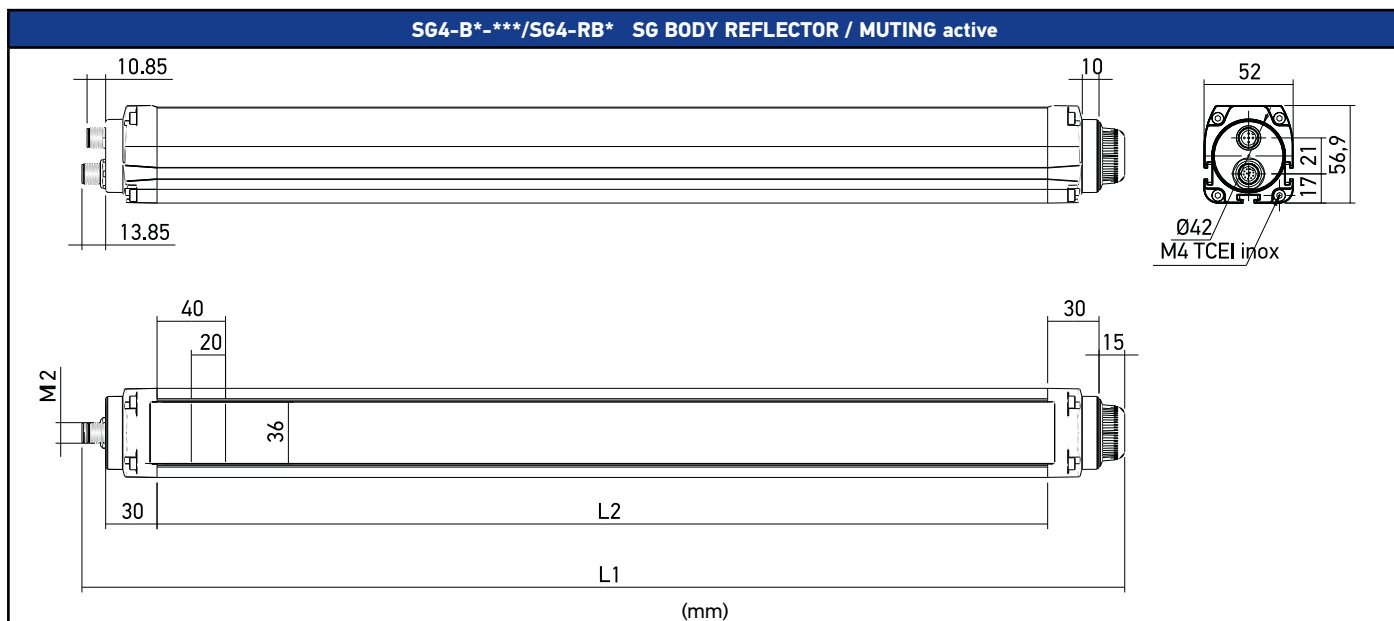 SG4-B*-***/SG4-RB* SG BODY REFLECTOR / MUTING active
10.85
10
52
13.85
21
17
56,9
Ø42
M4 TCEI inox
40
20
30
15
M12
36
30
L2
L1
(mm)